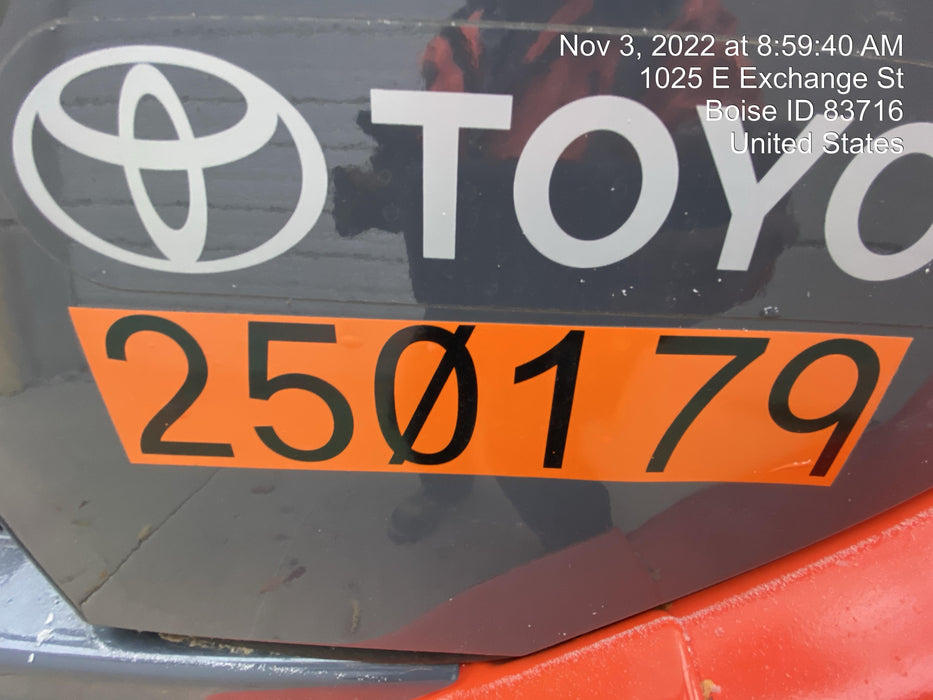 Nov 3, 2022 at 8:59:40 AM
1025 E Exchange St
Boise ID 83716
United States
TOYO
25Ø179